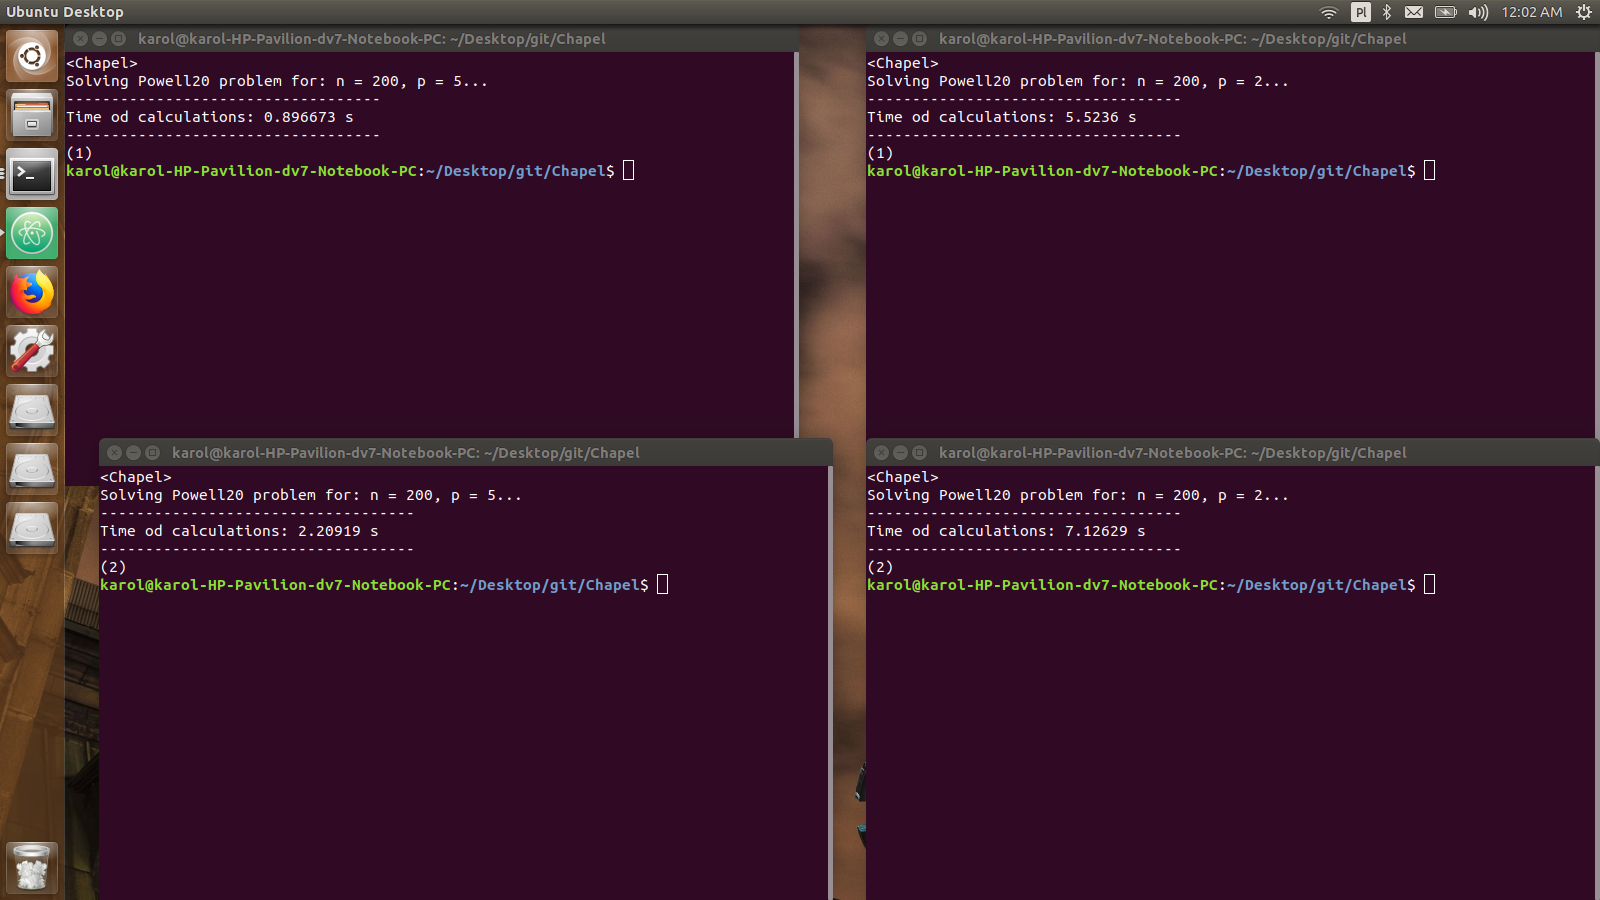 Ubuntu Desktop
Pl
12:02 AM
karol@karol-HP-Pavilion-dv7-Notebook-PC: ~/Desktop/git/Chapel
<Chapel>
Solving Powell20 problem for: n = 200, p = 5...
-----------------------------------
Time od calculations: 0.896673 s
-----------------------------------
(1)
karol@karol-HP-Pavilion-dv7-Notebook-PC:~/Desktop/git/Chapel$
karol@karol-HP-Pavilion-dv7-Notebook-PC: ~/Desktop/git/Chapel
<Chapel>
Solving Powell20 problem for: n = 200, p = 2...
-----------------------------------
Time od calculations: 5.5236 s
-----------------------------------
(1)
karol@karol-HP-Pavilion-dv7-Notebook-PC:~/Desktop/git/Chapel$
karol@karol-HP-Pavilion-dv7-Notebook-PC: ~/Desktop/git/Chapel
<Chapel>
Solving Powell20 problem for: n = 200, p = 5...
-----------------------------------
Time od calculations: 2.20919 s
-----------------------------------
(2)
karol@karol-HP-Pavilion-dv7-Notebook-PC:~/Desktop/git/Chapel$
karol@karol-HP-Pavilion-dv7-Notebook-PC: ~/Desktop/git/Chapel
<Chapel>
Solving Powell20 problem for: n = 200, p = 2...
-----------------------------------
Time od calculations: 7.12629 s
-----------------------------------
(2)
karol@karol-HP-Pavilion-dv7-Notebook-PC:~/Desktop/git/Chapel$